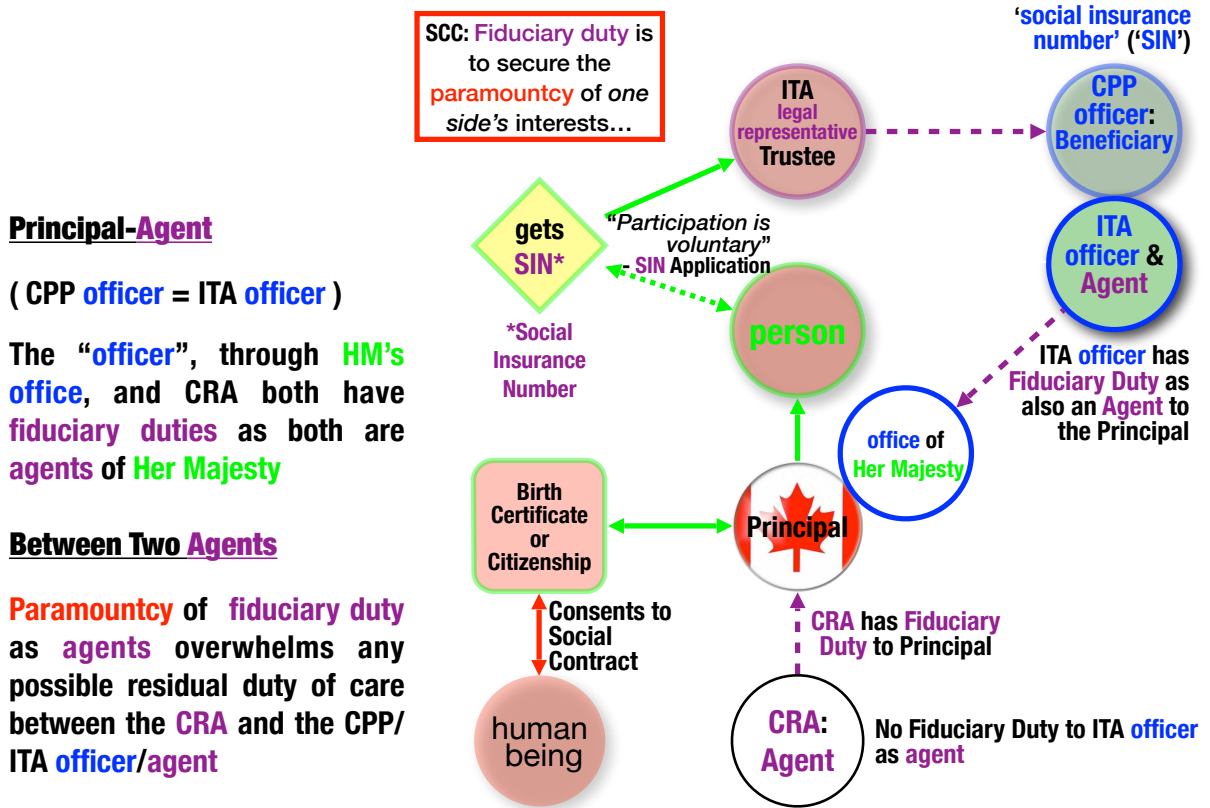 SCC: Fiduciary duty is
to secure the
paramountcy of one
side's interests…
'social insurance
number' ('SIN')
ITA
legal
representative
Trustee
CPP
officer:
Beneficiary
gets
SIN*
"Participation is
voluntary"
- SIN Application
ITA
officer &
Agent
*Social
Insurance
Number
person
ITA officer has
Fiduciary Duty as
also an Agent to
the Principal
office of
Her Majesty
Principal-Agent
( CPP officer = ITA officer )
The "officer", through HM's
office, and CRA both have
fiduciary duties as both are
agents of Her Majesty
Between Two Agents
Paramountcy of fiduciary duty
as agents overwhelms any
possible residual duty of care
between the CRA and the CPP/
ITA officer/agent
Birth
Certificate
or
Citizenship
Principal
Consents to
Social
Contract
CRA has Fiduciary
Duty to Principal
human
being
CRA:
Agent
No Fiduciary Duty to ITA officer
as agent